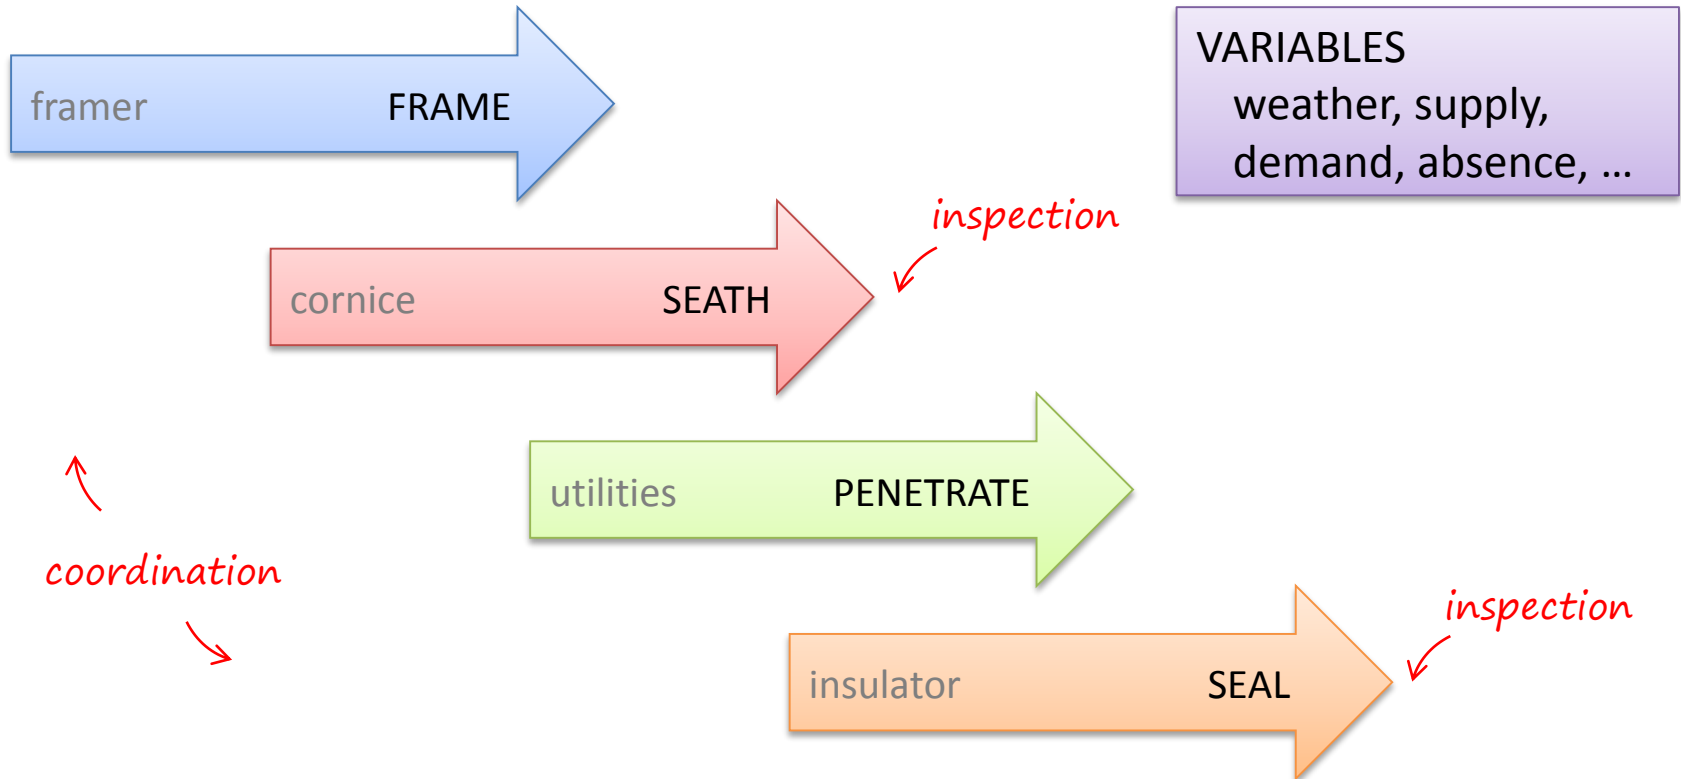 framer FRAME
VARIABLES
weather, supply,
demand, absence, ...
inspection
cornice SEATH
utilities PENETRATE
coordination
inspection
insulator SEAL